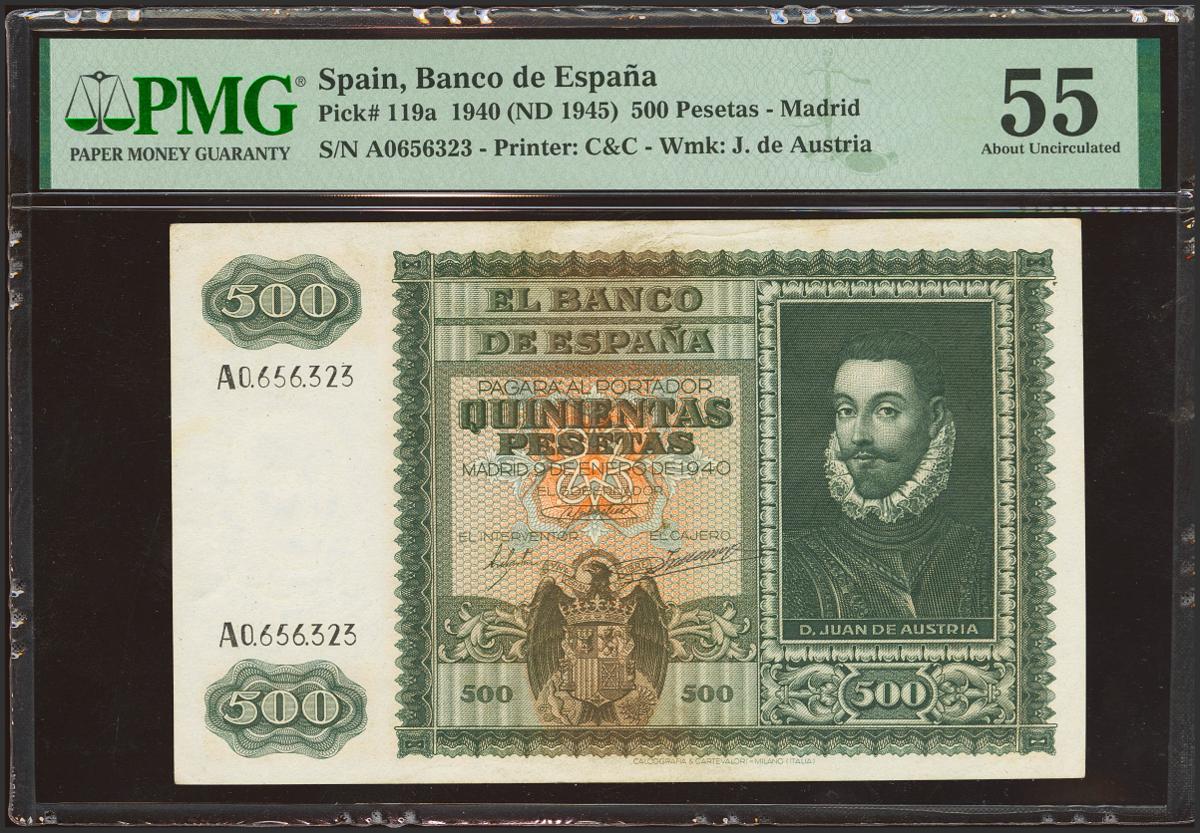 PMG®
PAPER MONEY GUARANTY
Spain, Banco de España
Pick# 119a 1940 (ND 1945) 500 Pesetas - Madrid
S/N A0656323 - Printer: C&C - Wmk: J. de Austria
55
About Uncirculated
500
A0.656.323
EL BANCO
DE ESPAÑA
PAGARÁ AL PORTADOR
QUINIENTAS
PESETAS
MADRID 9 DE ENERO DE 1940
EL GOBERNADOR
EL INTERVENTOR
EL CAJERO
D. JUAN DE AUSTRIA
A0.656.323
500
500
500
500
CALCOGRAFIA & CARTEVALORI - MILANO (ITALIA)